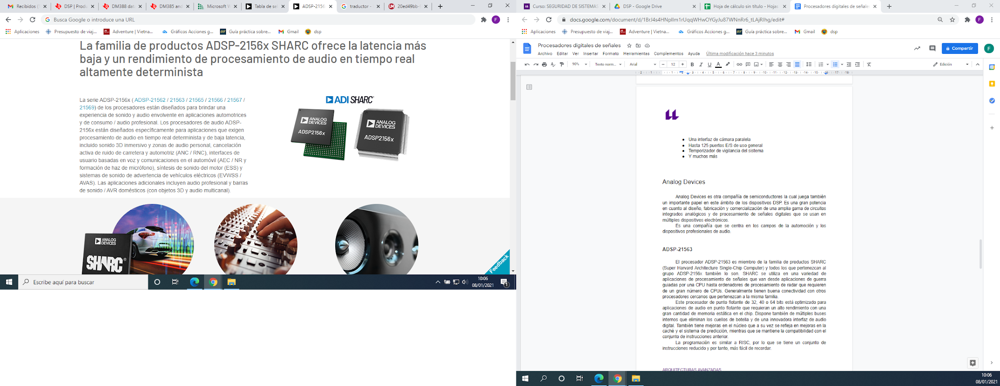 Recibidos (
DSP | Produ
DM388 dat
DM385 and
Microsoft W
Tabla de se
ADSP-2156
traductor -
20ed49bb-
Busca Google o introduce una URL
F
Aplicaciones
Presupuesto de viaj...
Adventure | Vietna...
Gráficos Acciones g...
Guía práctica sobre...
Gmail
dsp
La familia de productos ADSP-2156x SHARC ofrece la latencia más
baja y un rendimiento de procesamiento de audio en tiempo real
altamente determinista
La serie ADSP-2156x ( ADSP-21562 / 21563 / 21565 / 21566 / 21567 /
21569) de los procesadores están diseñados para brindar una
experiencia de sonido y audio envolvente en aplicaciones automotrices
y de consumo / audio profesional. Los procesadores de audio ADSP-
2156x están diseñados específicamente para aplicaciones que exigen
procesamiento de audio en tiempo real determinista y de baja latencia,
incluido sonido 3D inmersivo y zonas de audio personal, cancelación
activa de ruido de carretera y automotriz (ANC / RNC), interfaces de
usuario basadas en voz y comunicaciones en el automóvil (AEC / NR y
formación de haz de micrófono), síntesis de sonido del motor (ESS) y
sistemas de sonido de advertencia de vehículos eléctricos (EVWSS /
AVAS). Las aplicaciones adicionales incluyen audio profesional y barras
de sonido / AVR domésticos (con objetos 3D y audio multicanal).
ADI SHARC®
ANALOG
DEVICES
ADSP2156x
ANALOG
DEVICES
ADSP2156x
ANALOG
DEVICES
SHARC®
Feedback
Escribe aquí para buscar
10:06
08/01/2021
1
Curso: SEGURIDAD DE SISTEMAS
DSP - Google Drive
Hoja de cálculo sin título - Hojas
Procesadores digitales de señale
docs.google.com/document/d/1BrJ4s4HNpIIm1rUqqWHwOYGyJu87WNnRr6_tLAjRlhg/edit#
F
Aplicaciones
Presupuesto de viaj...
Adventure | Vietna...
Gráficos Acciones g...
Guía práctica sobre...
Gmail
dsp
Procesadores digitales de señales
Archivo Editar Ver Insertar Formato Herramientas Complementos Ayuda Última modificación hace 3 minutos
Compartir
F
90% Texto norm... Arial 12 B I U A Edición
2 1 1 2 3 4 5 6 7 8 9 10 11 12 13 14 15 16 17 18
Una interfaz de cámara paralela
Hasta 125 puertos E/S de uso general
Temporizador de vigilancia del sistema
Y muchos más
Analog Devices
Analog Devices es otra compañía de semiconductores la cual juega también
un importante papel en este ámbito de los dispositivos DSP. Es una gran potencia
en cuanto al diseño, fabricación y comercialización de una amplia gama de circuitos
integrados analógicos y de procesamiento de señales digitales que se usan en
múltiples dispositivos electrónicos.
Es una compañía que se centra en los campos de la automoción y los
dispositivos profesionales de audio.
ADSP-21563
El procesador ADSP-21563 es miembro de la familia de productos SHARC
(Super Harvard Architecture Single-Chip Computer) y todos los que pertenezcan al
grupo ADSP-2156x también lo son. SHARC se utiliza en una variedad de
aplicaciones de procesamiento de señales que van desde aplicaciones de guerra
guiadas por una CPU hasta ordenadores de procesamiento de radar que requieren
de un gran número de CPUs. Generalmente tienen buena conectividad con otros
procesadores cercanos que pertenezcan a la misma familia.
Este procesador de punto flotante de 32, 40 o 64 bits está optimizado para
aplicaciones de audio en punto flotante que requieran un alto rendimiento con una
gran cantidad de memoria estática en el chip. Dispone también de múltiples buses
internos que eliminan los cuellos de botella y de una innovadora interfaz de audio
digital. También tiene mejoras en el núcleo que a su vez se refleja en mejoras en la
caché y el sistema de predicción, mientras que se mantiene la compatibilidad con el
conjunto de instrucciones anterior.
La programación es similar a RISC, por lo que se tiene un conjunto de
instrucciones reducido y por tanto, más fácil de recordar.
ARQUITECTURAS AVANZADAS
10:06
08/01/2021